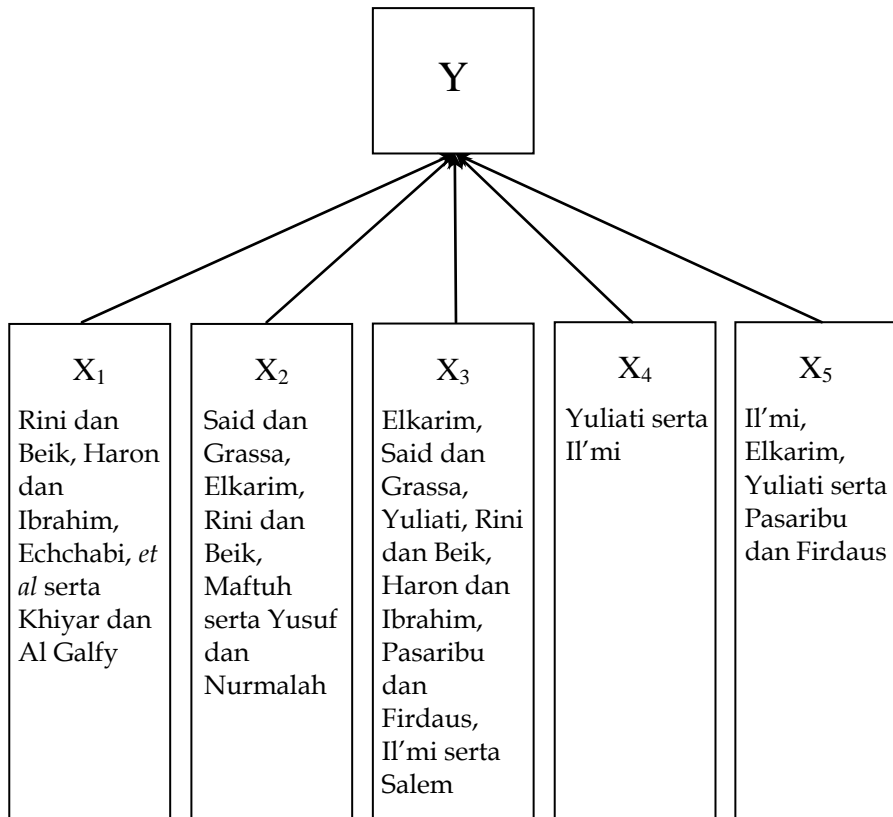 Y
X₁
Rini dan
Beik, Haron
dan
Ibrahim,
Echchabi, et
al serta
Khiyar dan
Al Galfy
X₂
Said dan
Grassa,
Elkarim,
Rini dan
Beik,
Maftuh
serta Yusuf
dan
Nurmalah
X₃
Elkarim,
Said dan
Grassa,
Yuliati, Rini
dan Beik,
Haron dan
Ibrahim,
Pasaribu
dan
Firdaus,
Il’mi serta
Salem
X₄
Yuliati serta
Il’mi
X₅
Il’mi,
Elkarim,
Yuliati serta
Pasaribu
dan Firdaus